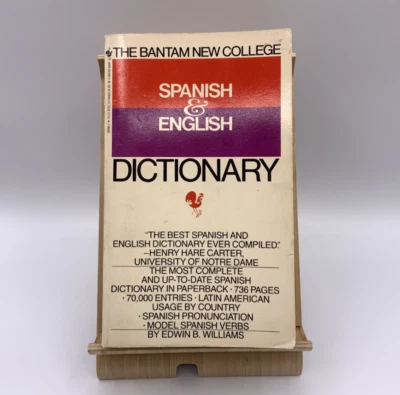 THE BANTAM NEW COLLEGE
SPANISH
&
ENGLISH
DICTIONARY
"THE BEST SPANISH AND
ENGLISH DICTIONARY EVER COMPILED."
—HENRY HARE CARTER,
UNIVERSITY OF NOTRE DAME
THE MOST COMPLETE
AND UP-TO-DATE SPANISH
DICTIONARY IN PAPERBACK · 736 PAGES
· 70,000 ENTRIES · LATIN AMERICAN
USAGE BY COUNTRY
· SPANISH PRONUNCIATION
· MODEL SPANISH VERBS
BY EDWIN B. WILLIAMS